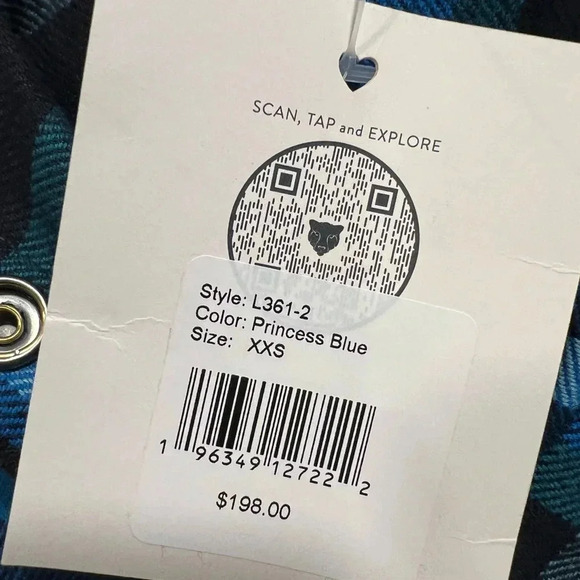 SCAN, TAP and EXPLORE
Style: L361-2
Color: Princess Blue
Size: XXS
1 96349 12722 2
$198.00